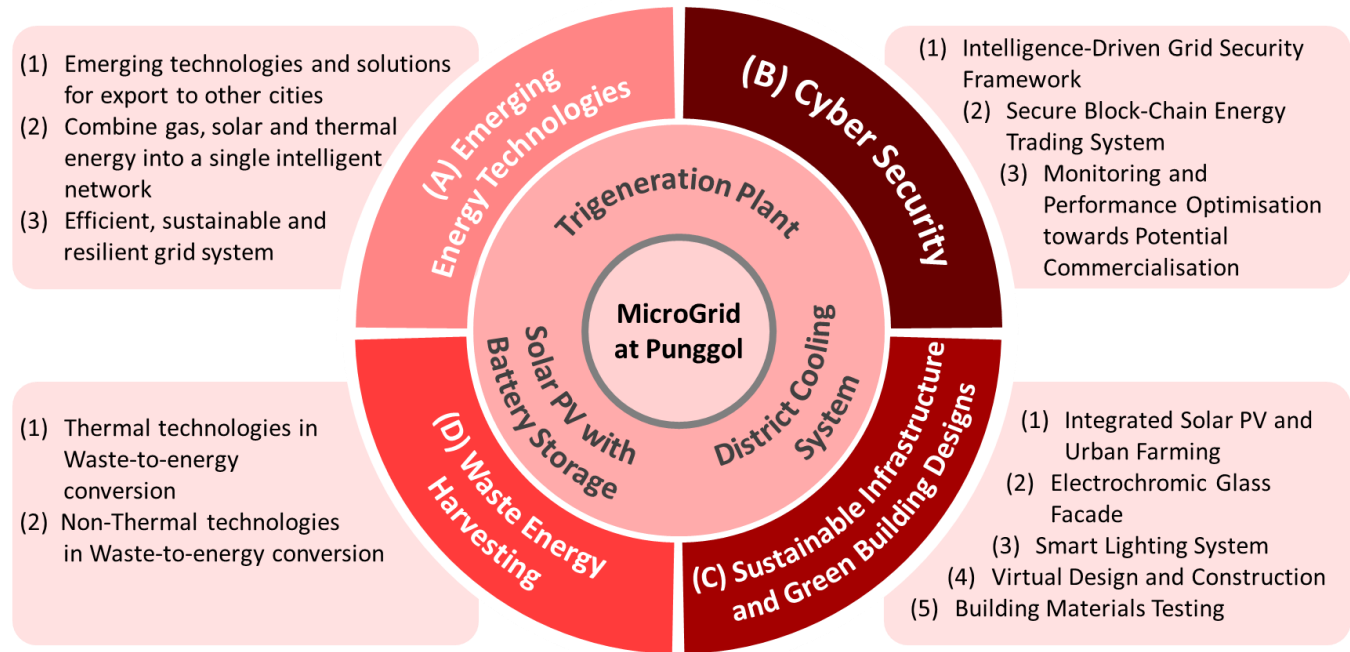 (1) Emerging technologies and solutions
for export to other cities
(2) Combine gas, solar and thermal
energy into a single intelligent
network
(3) Efficient, sustainable and
resilient grid system
(A) Emerging
Energy Technologies
(B) Cyber Security
(1) Intelligence-Driven Grid Security
Framework
(2) Secure Block-Chain Energy
Trading System
(3) Monitoring and
Performance Optimisation
towards Potential
Commercialisation
Trigeneration Plant
MicroGrid
at Punggol
Solar PV with
Battery Storage
District Cooling
System
(1) Thermal technologies in
Waste-to-energy
conversion
(2) Non-Thermal technologies
in Waste-to-energy conversion
(D) Waste Energy
Harvesting
(C) Sustainable Infrastructure
and Green Building Designs
(1) Integrated Solar PV and
Urban Farming
(2) Electrochromic Glass
Facade
(3) Smart Lighting System
(4) Virtual Design and Construction
(5) Building Materials Testing